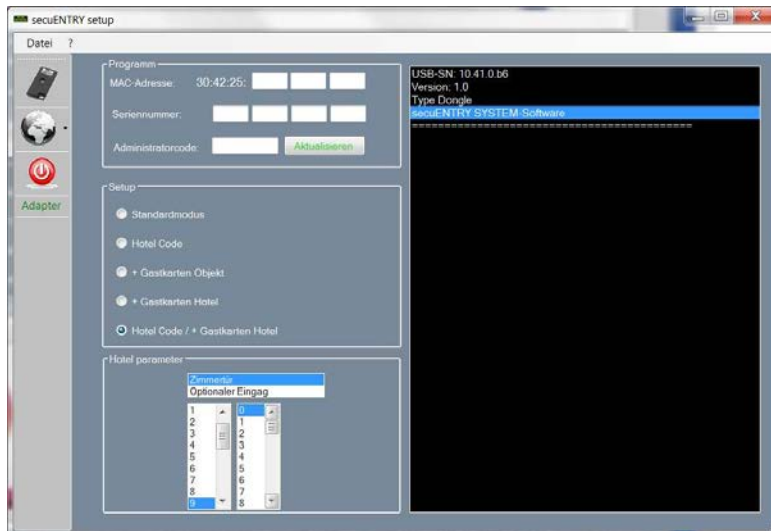 secuENTRY setup
Datei ?
Adapter
Programm
MAC-Adresse: 30:42:25:
Seriennummer:
Administratorcode: Aktualisieren
Setup
Standardmodus
Hotel Code
+ Gastkarten Objekt
+ Gastkarten Hotel
Hotel Code / + Gastkarten Hotel
Hotel parameter
Zimmertür
Optionaler Eingag
1 0
2 1
3 2
4 3
5 4
6 5
7 6
8 7
9 8
USB-SN: 10.41.0.b6
Version: 1.0
Type Dongle
secuENTRY SYSTEM-Software
==========================================